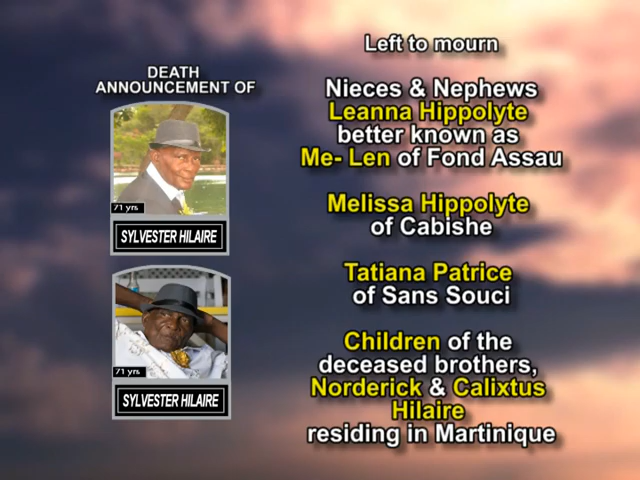 DEATH
ANNOUNCEMENT OF
71 yrs
SYLVESTER HILAIRE
71 yrs
SYLVESTER HILAIRE
Left to mourn
Nieces & Nephews
Leanna Hippolyte
better known as
Me- Len of Fond Assau
Melissa Hippolyte
of Cabishe
Tatiana Patrice
of Sans Souci
Children of the
deceased brothers,
Norderick & Calixtus
Hilaire
residing in Martinique